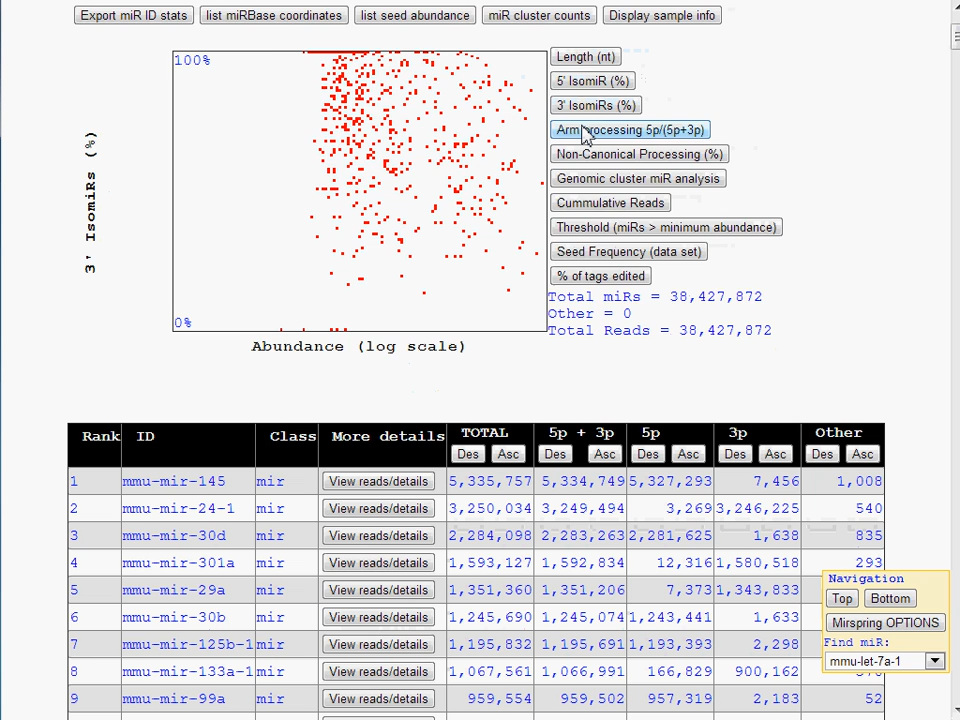 Export miR ID stats list miRBase coordinates list seed abundance miR cluster counts Display sample info
100%
0%
3' IsomiRs (%)
Abundance (log scale)
Length (nt)
5' IsomiR (%)
3' IsomiRs (%)
Arm processing 5p/(5p+3p)
Non-Canonical Processing (%)
Genomic cluster miR analysis
Cummulative Reads
Threshold (miRs > minimum abundance)
Seed Frequency (data set)
% of tags edited
Total miRs = 38,427,872
Other = 0
Total Reads = 38,427,872
Rank ID Class More details TOTAL 5p + 3p 5p 3p Other
Des Asc Des Asc Des Asc Des Asc Des Asc
1 mmu-mir-145 mir View reads/details 5,335,757 5,334,749 5,327,293 7,456 1,008
2 mmu-mir-24-1 mir View reads/details 3,250,034 3,249,494 3,269 3,246,225 540
3 mmu-mir-30d mir View reads/details 2,284,098 2,283,263 2,281,625 1,638 835
4 mmu-mir-301a mir View reads/details 1,593,127 1,592,834 12,316 1,580,518 293
5 mmu-mir-29a mir View reads/details 1,351,360 1,351,206 7,373 1,343,833
6 mmu-mir-30b mir View reads/details 1,245,690 1,245,074 1,243,441 1,633
7 mmu-mir-125b-1 mir View reads/details 1,195,832 1,195,691 1,193,393 2,298
8 mmu-mir-133a-1 mir View reads/details 1,067,561 1,066,991 166,829 900,162
9 mmu-mir-99a mir View reads/details 959,554 959,502 957,319 2,183 52
Navigation
Top Bottom
Mirspring OPTIONS
Find miR:
mmu-let-7a-1